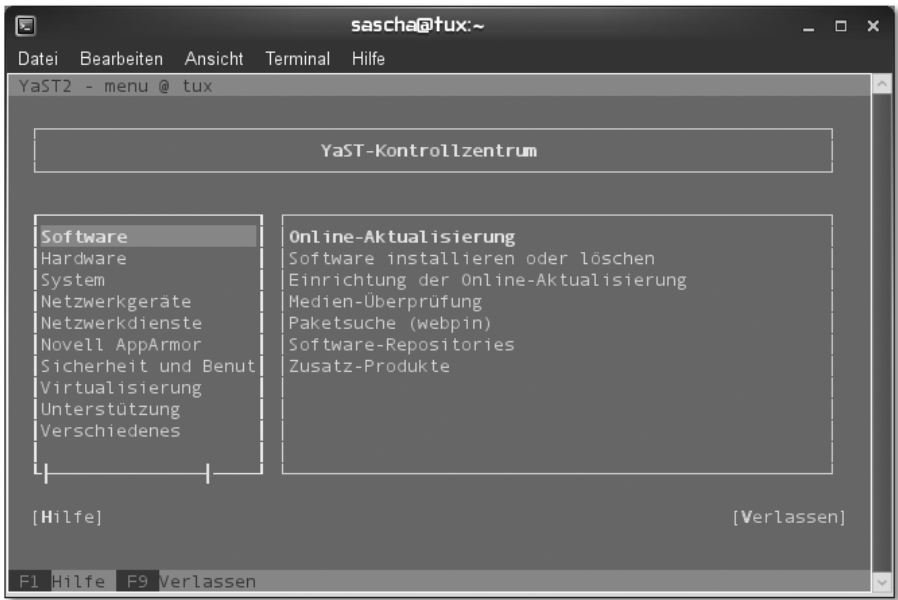 sascha@tux:~
Datei Bearbeiten Ansicht Terminal Hilfe
YaST2 - menu @ tux
YaST-Kontrollzentrum
Software
Hardware
System
Netzwerkgeräte
Netzwerkdienste
Novell AppArmor
Sicherheit und Benut
Virtualisierung
Unterstützung
Verschiedenes
Online-Aktualisierung
Software installieren oder löschen
Einrichtung der Online-Aktualisierung
Medien-Überprüfung
Paketsuche (webpin)
Software-Repositories
Zusatz-Produkte
[Hilfe] [Verlassen]
F1 Hilfe F9 Verlassen